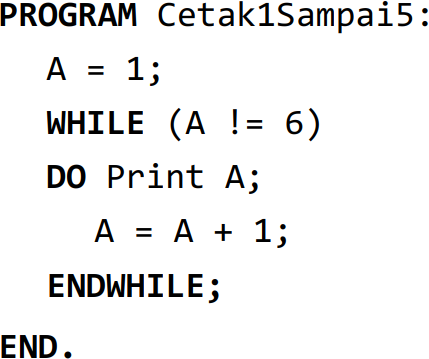 PROGRAM Cetak1Sampai5:
A = 1;
WHILE (A != 6)
DO Print A;
A = A + 1;
ENDWHILE;
END.